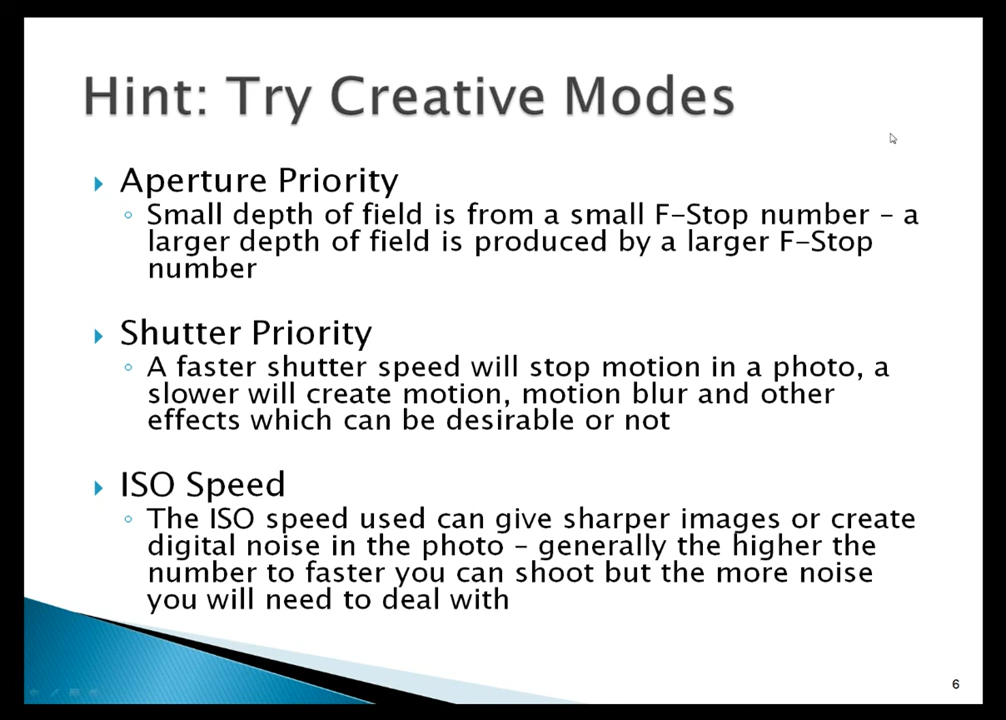 Hint: Try Creative Modes
Aperture Priority
Small depth of field is from a small F-Stop number – a
larger depth of field is produced by a larger F-Stop
number
Shutter Priority
A faster shutter speed will stop motion in a photo, a
slower will create motion, motion blur and other
effects which can be desirable or not
ISO Speed
The ISO speed used can give sharper images or create
digital noise in the photo – generally the higher the
number to faster you can shoot but the more noise
you will need to deal with
6